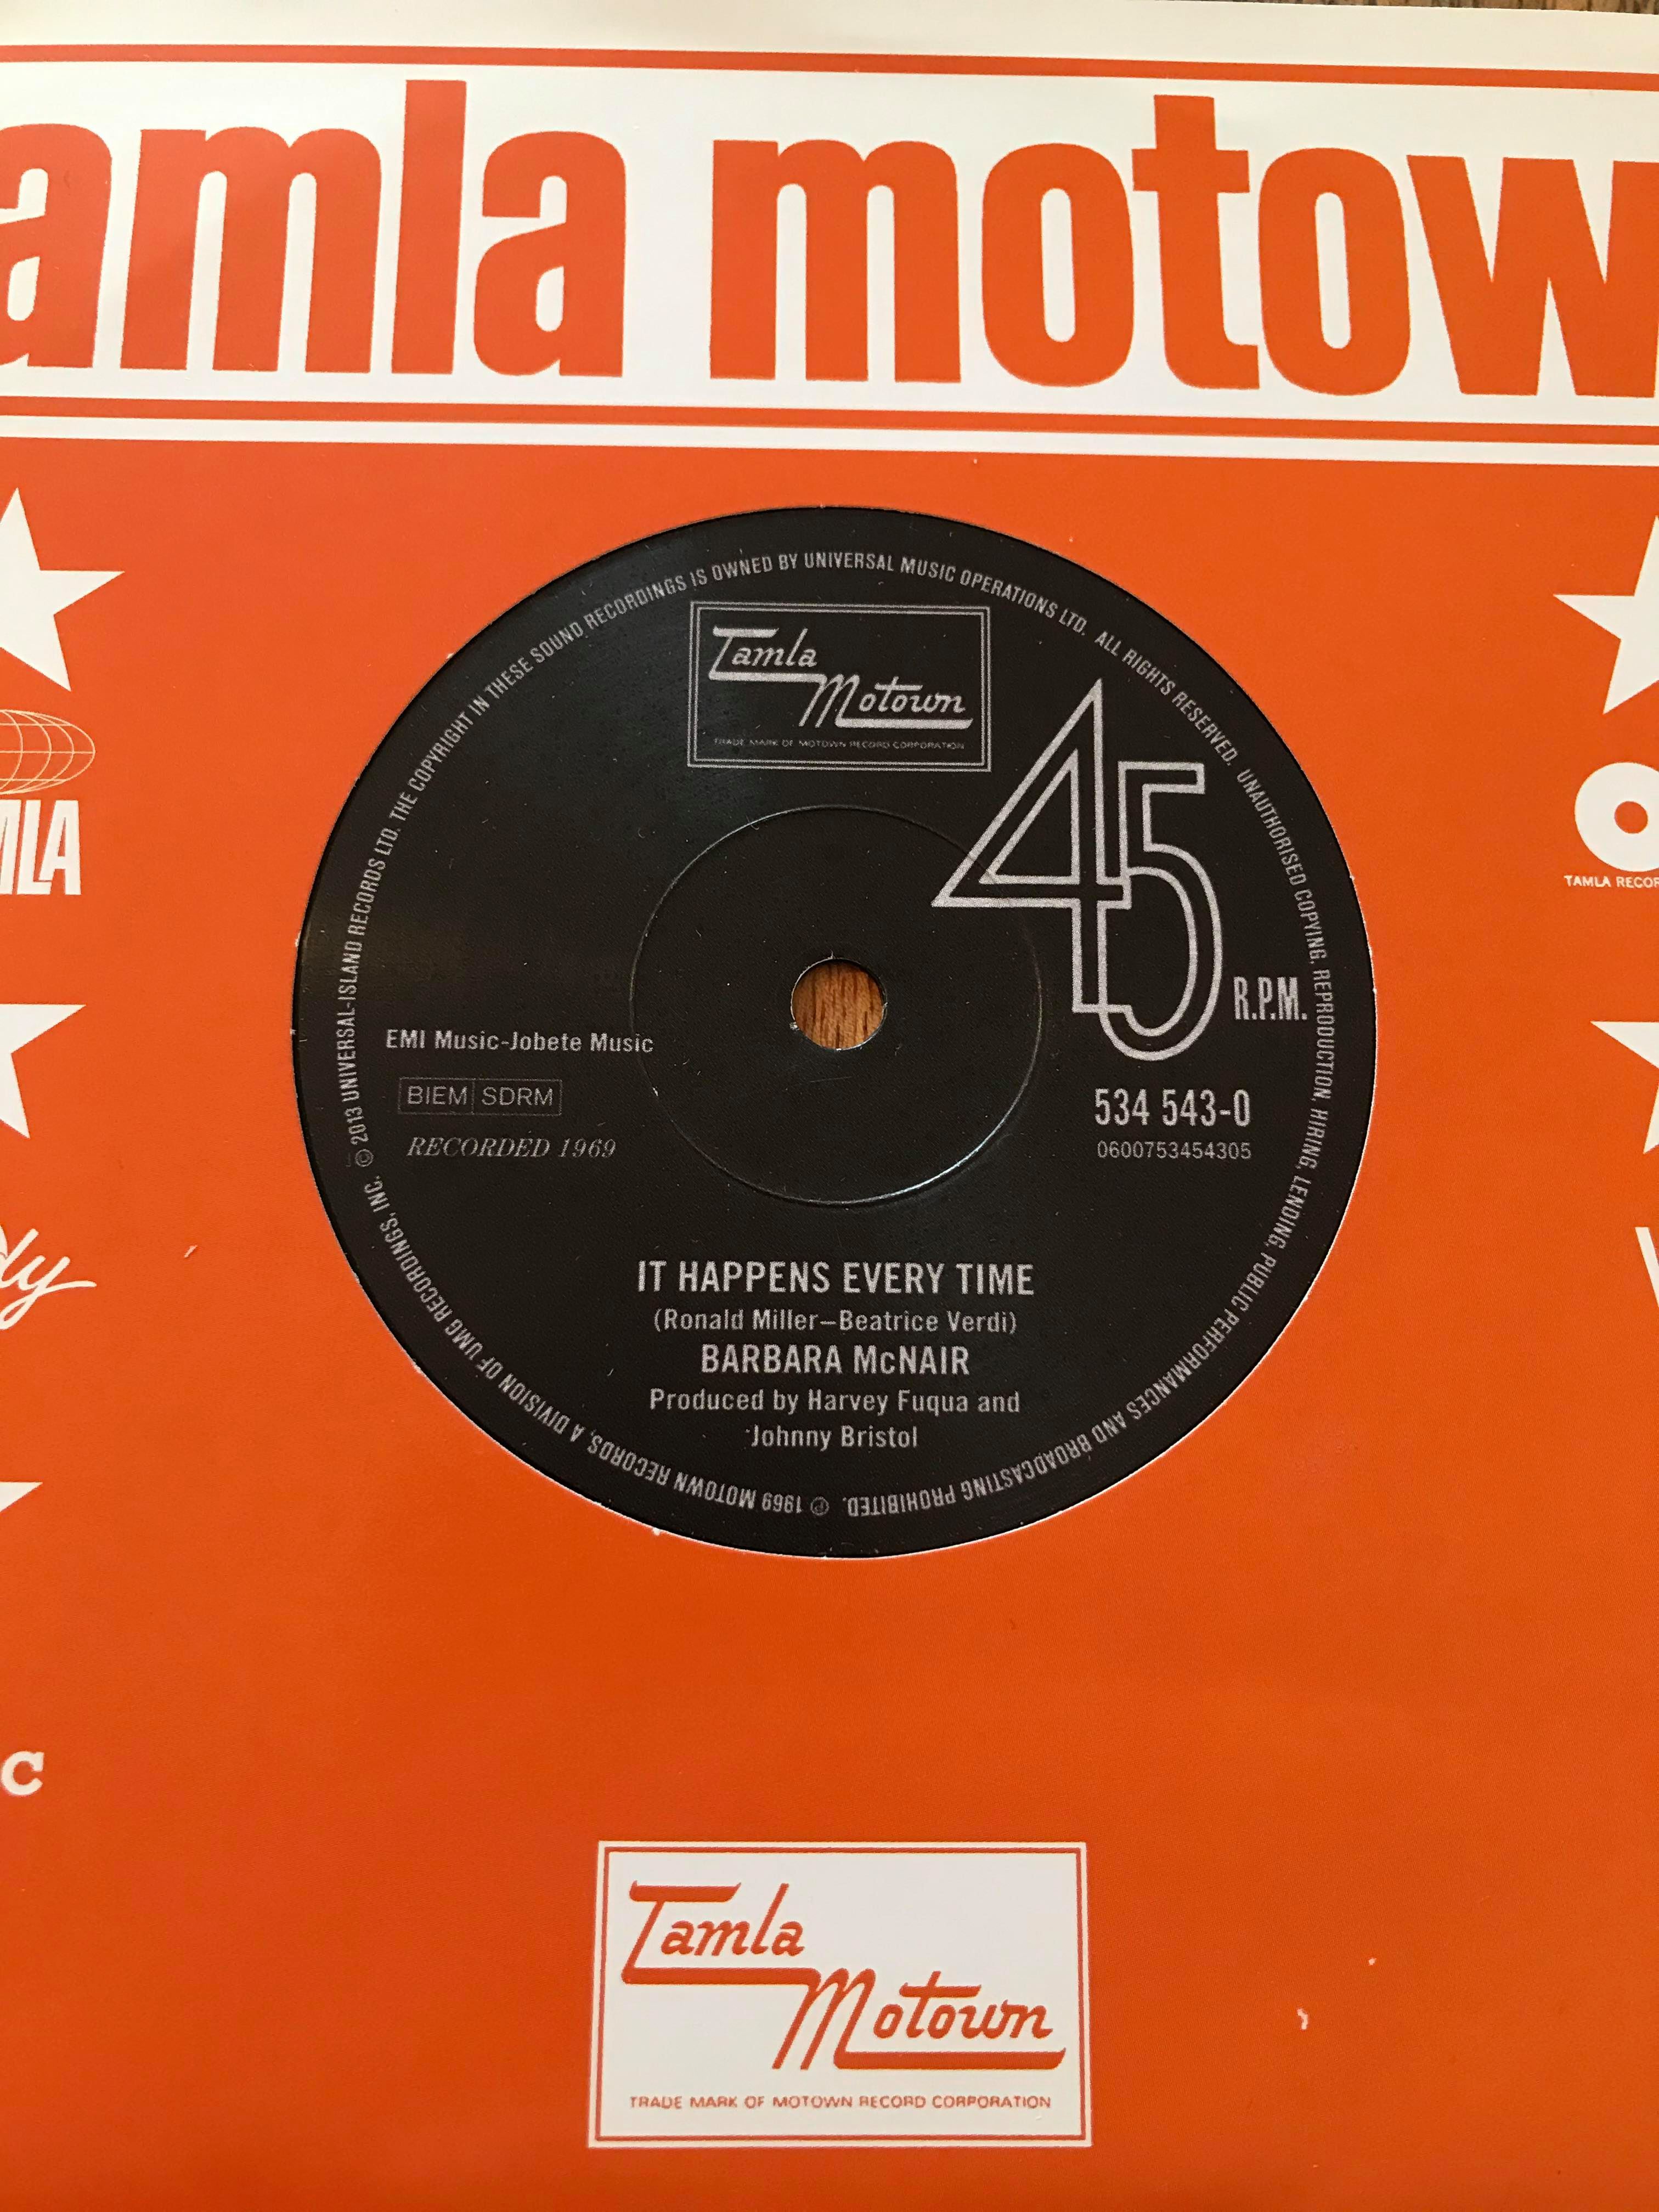 amla motow
© 2013 UNIVERSAL-ISLAND RECORDS LTD. THE COPYRIGHT IN THESE SOUND RECORDINGS IS OWNED BY UNIVERSAL MUSIC OPERATIONS LTD. ALL RIGHTS RESERVED. UNAUTHORISED COPYING, REPRODUCTION, HIRING, LENDING, PUBLIC PERFORMANCES AND BROADCASTING PROHIBITED. ℗ 1969 MOTOWN RECORDS, A DIVISION OF UMG RECORDINGS, INC.
Tamla
Motown
TRADE MARK OF MOTOWN RECORD CORPORATION
45
R.P.M.
MLA
TAMLA RECOR
EMI Music-Jobete Music
BIEM SDRM
RECORDED 1969
534 543-0
0600753454305
dy
IT HAPPENS EVERY TIME
(Ronald Miller–Beatrice Verdi)
BARBARA McNAIR
Produced by Harvey Fuqua and
Johnny Bristol
c
Tamla
Motown
TRADE MARK OF MOTOWN RECORD CORPORATION